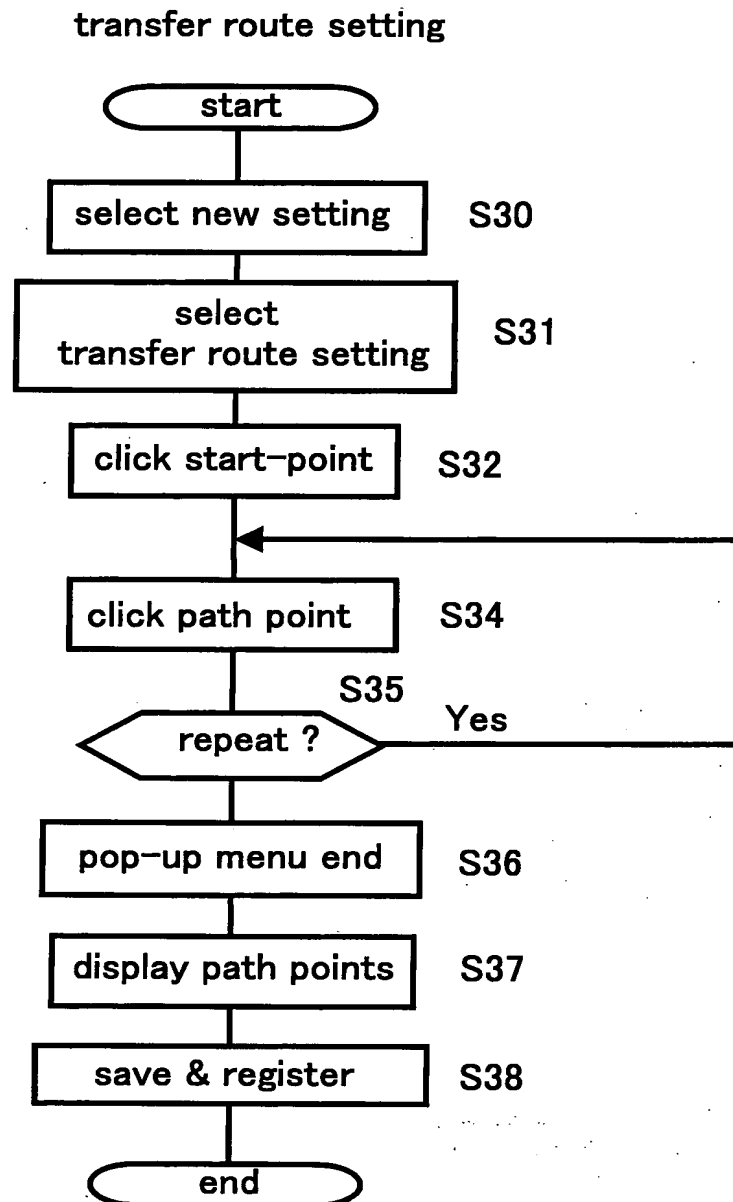 transfer route setting
start
select new setting
S30
select
transfer route setting
S31
click start-point
S32
click path point
S34
S35
repeat ?
Yes
pop-up menu end
S36
display path points
S37
save & register
S38
end